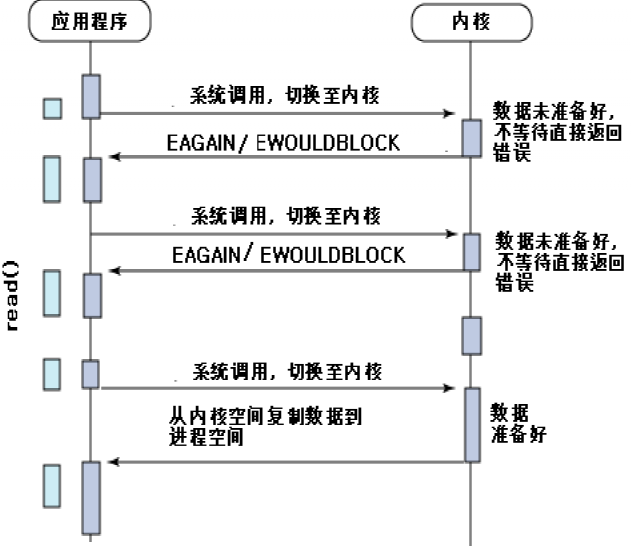 应用程序
内核
系统调用，切换至内核
数据未准备好，
不等待直接返回
错误
EAGAIN/ EWOULDBLOCK
系统调用，切换至内核
数据未准备好，
不等待直接返回
错误
EAGAIN/ EWOULDBLOCK
read()
系统调用，切换至内核
从内核空间复制数据到
进程空间
数据
准备好